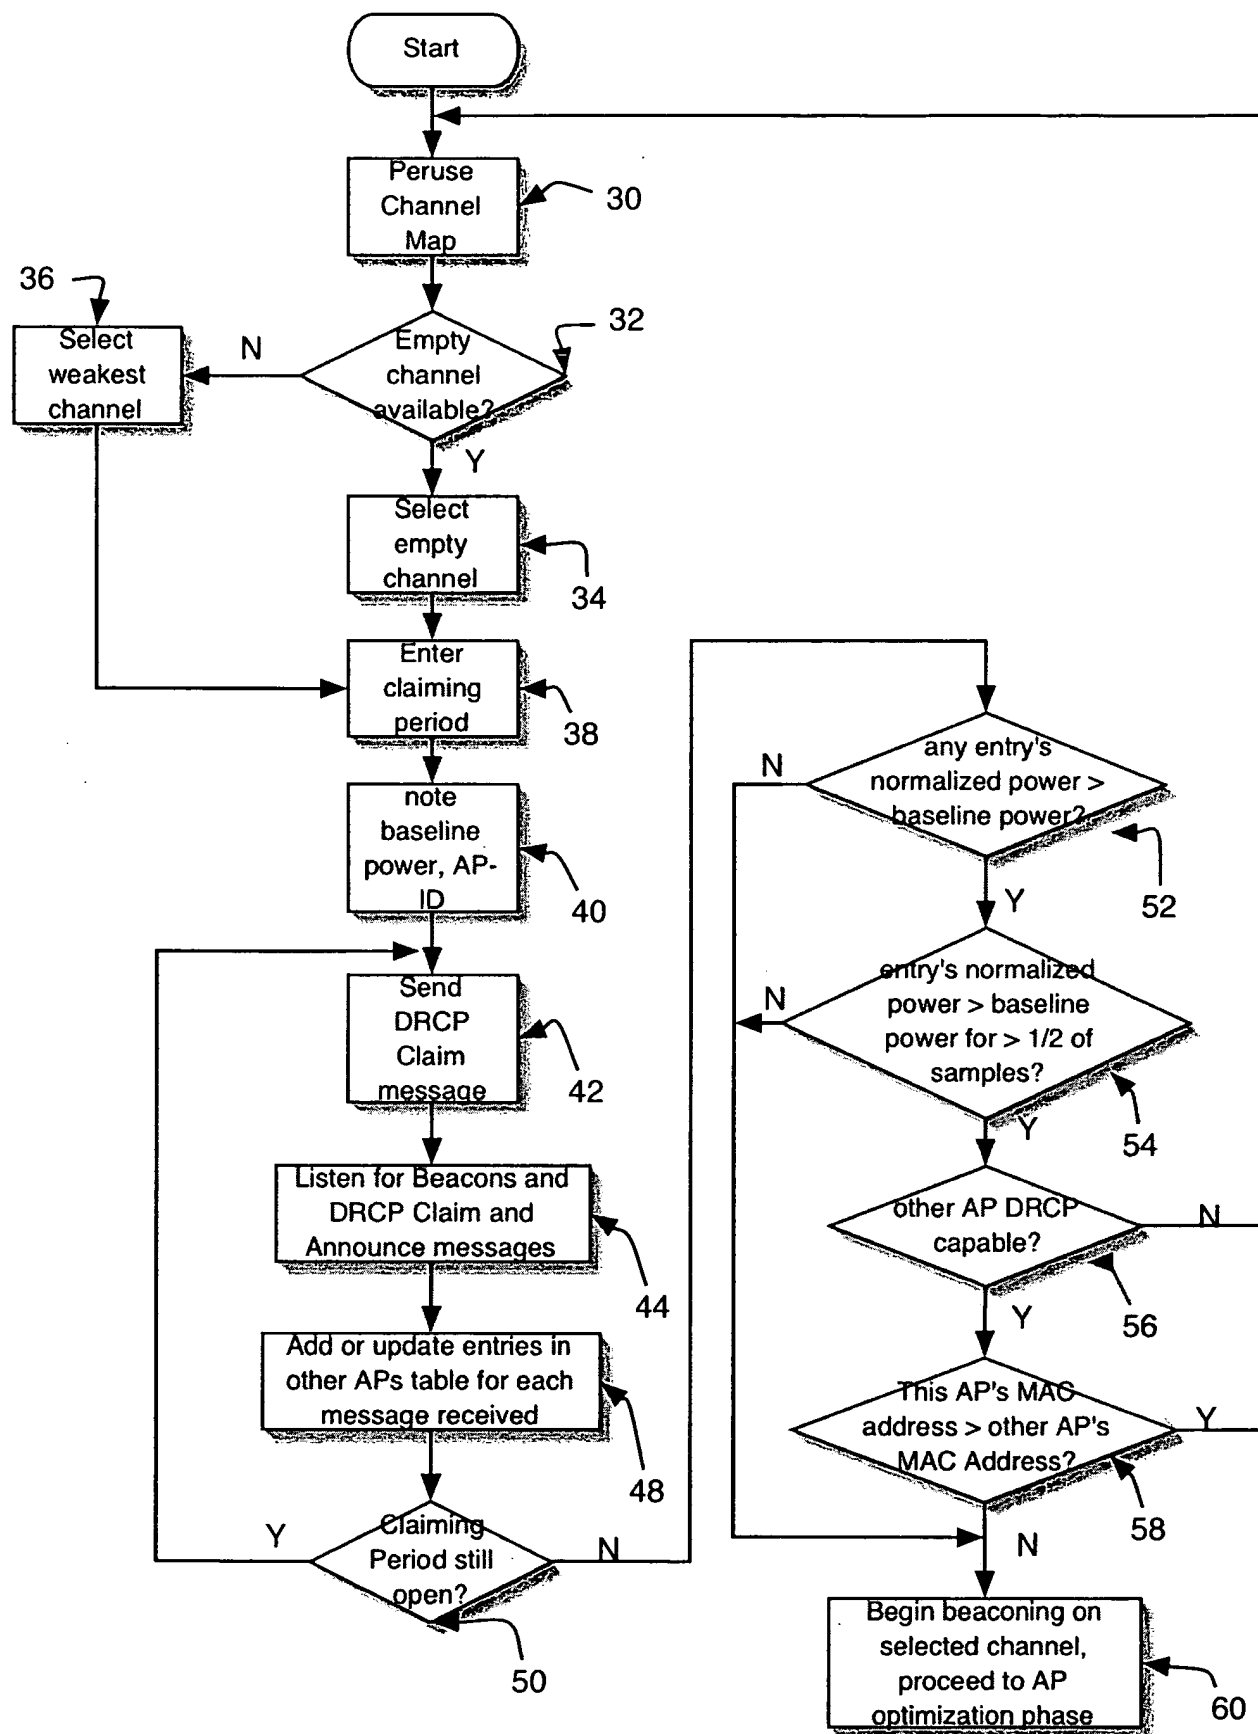 Start
Peruse
Channel
Map
30
36
Select
weakest
channel
N
Empty
channel
available?
32
Y
Select
empty
channel
34
Enter
claiming
period
38
note
baseline
power, AP-
ID
40
Send
DRCP
Claim
message
42
Listen for Beacons and
DRCP Claim and
Announce messages
44
Add or update entries in
other APs table for each
message received
48
Y
Claiming
Period still
open?
N
50
N
any entry's
normalized power >
baseline power?
52
Y
N
entry's normalized
power > baseline
power for > 1/2 of
samples?
54
Y
other AP DRCP
capable?
N
56
Y
This AP's MAC
address > other AP's
MAC Address?
Y
58
N
Begin beaconing on
selected channel,
proceed to AP
optimization phase
60